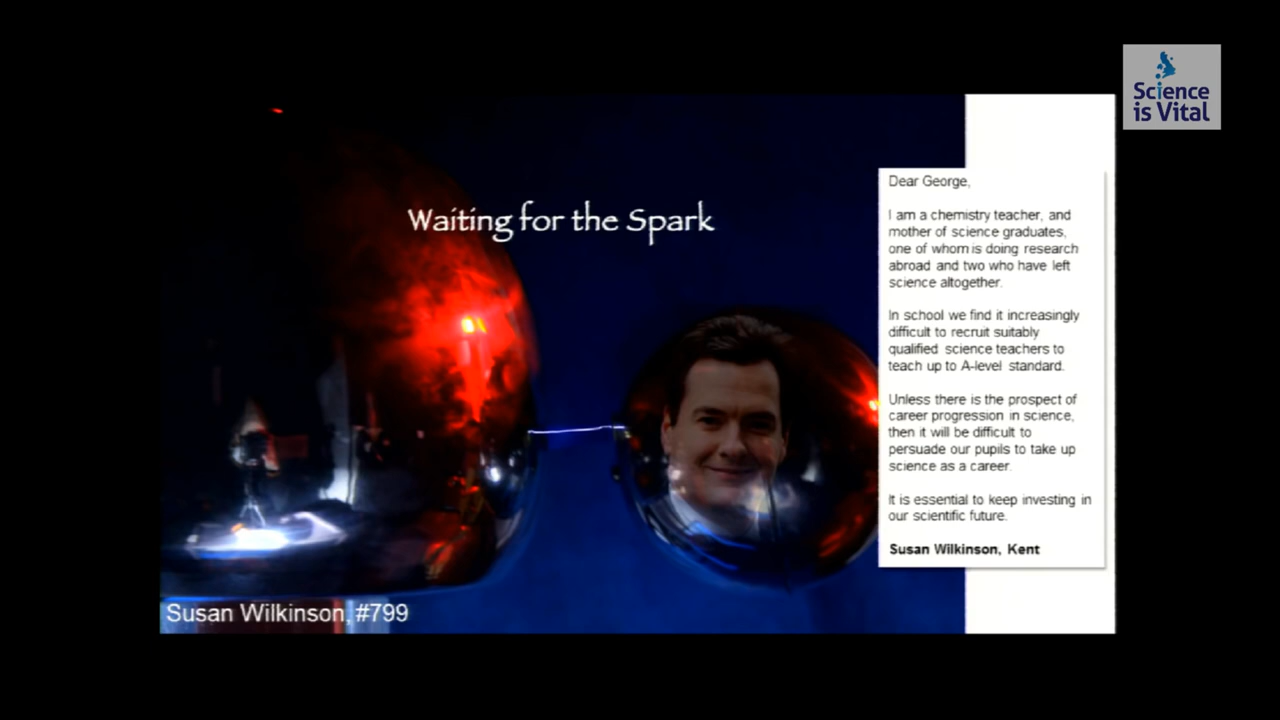 Science
is Vital
Waiting for the Spark
Dear George,
I am a chemistry teacher, and
mother of science graduates,
one of whom is doing research
abroad and two who have left
science altogether.
In school we find it increasingly
difficult to recruit suitably
qualified science teachers to
teach up to A-level standard.
Unless there is the prospect of
career progression in science,
then it will be difficult to
persuade our pupils to take up
science as a career.
It is essential to keep investing in
our scientific future.
Susan Wilkinson, Kent
Susan Wilkinson, #799